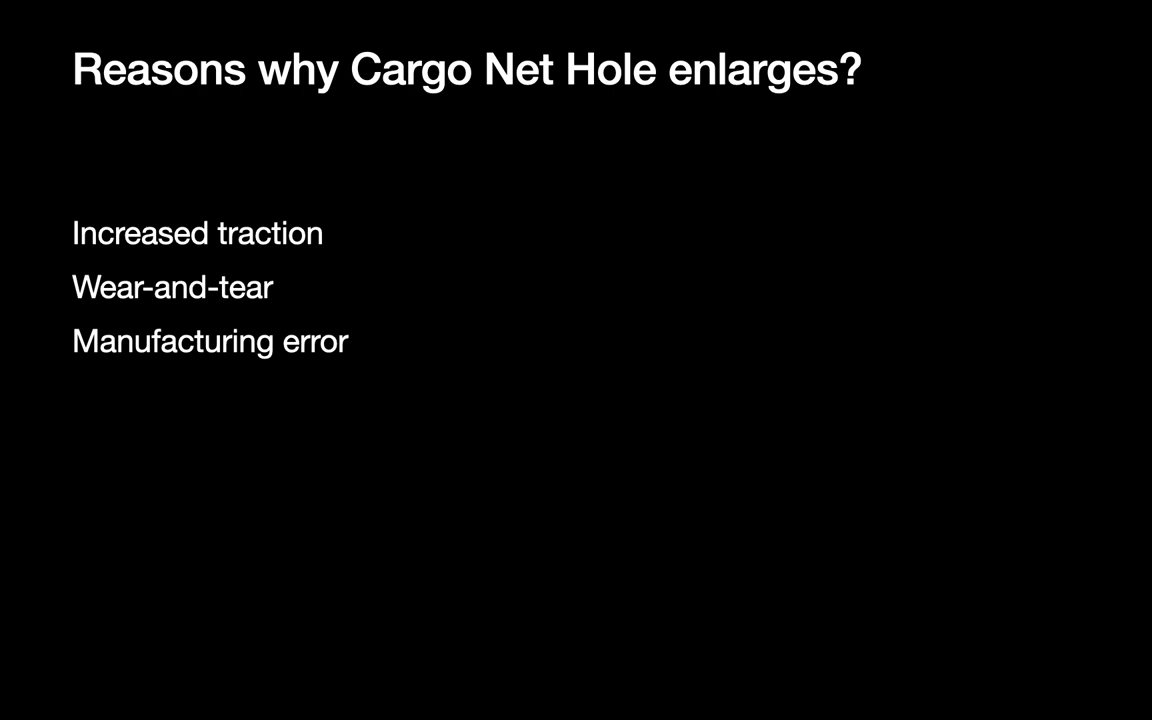 Reasons why Cargo Net Hole enlarges?
Increased traction
Wear-and-tear
Manufacturing error